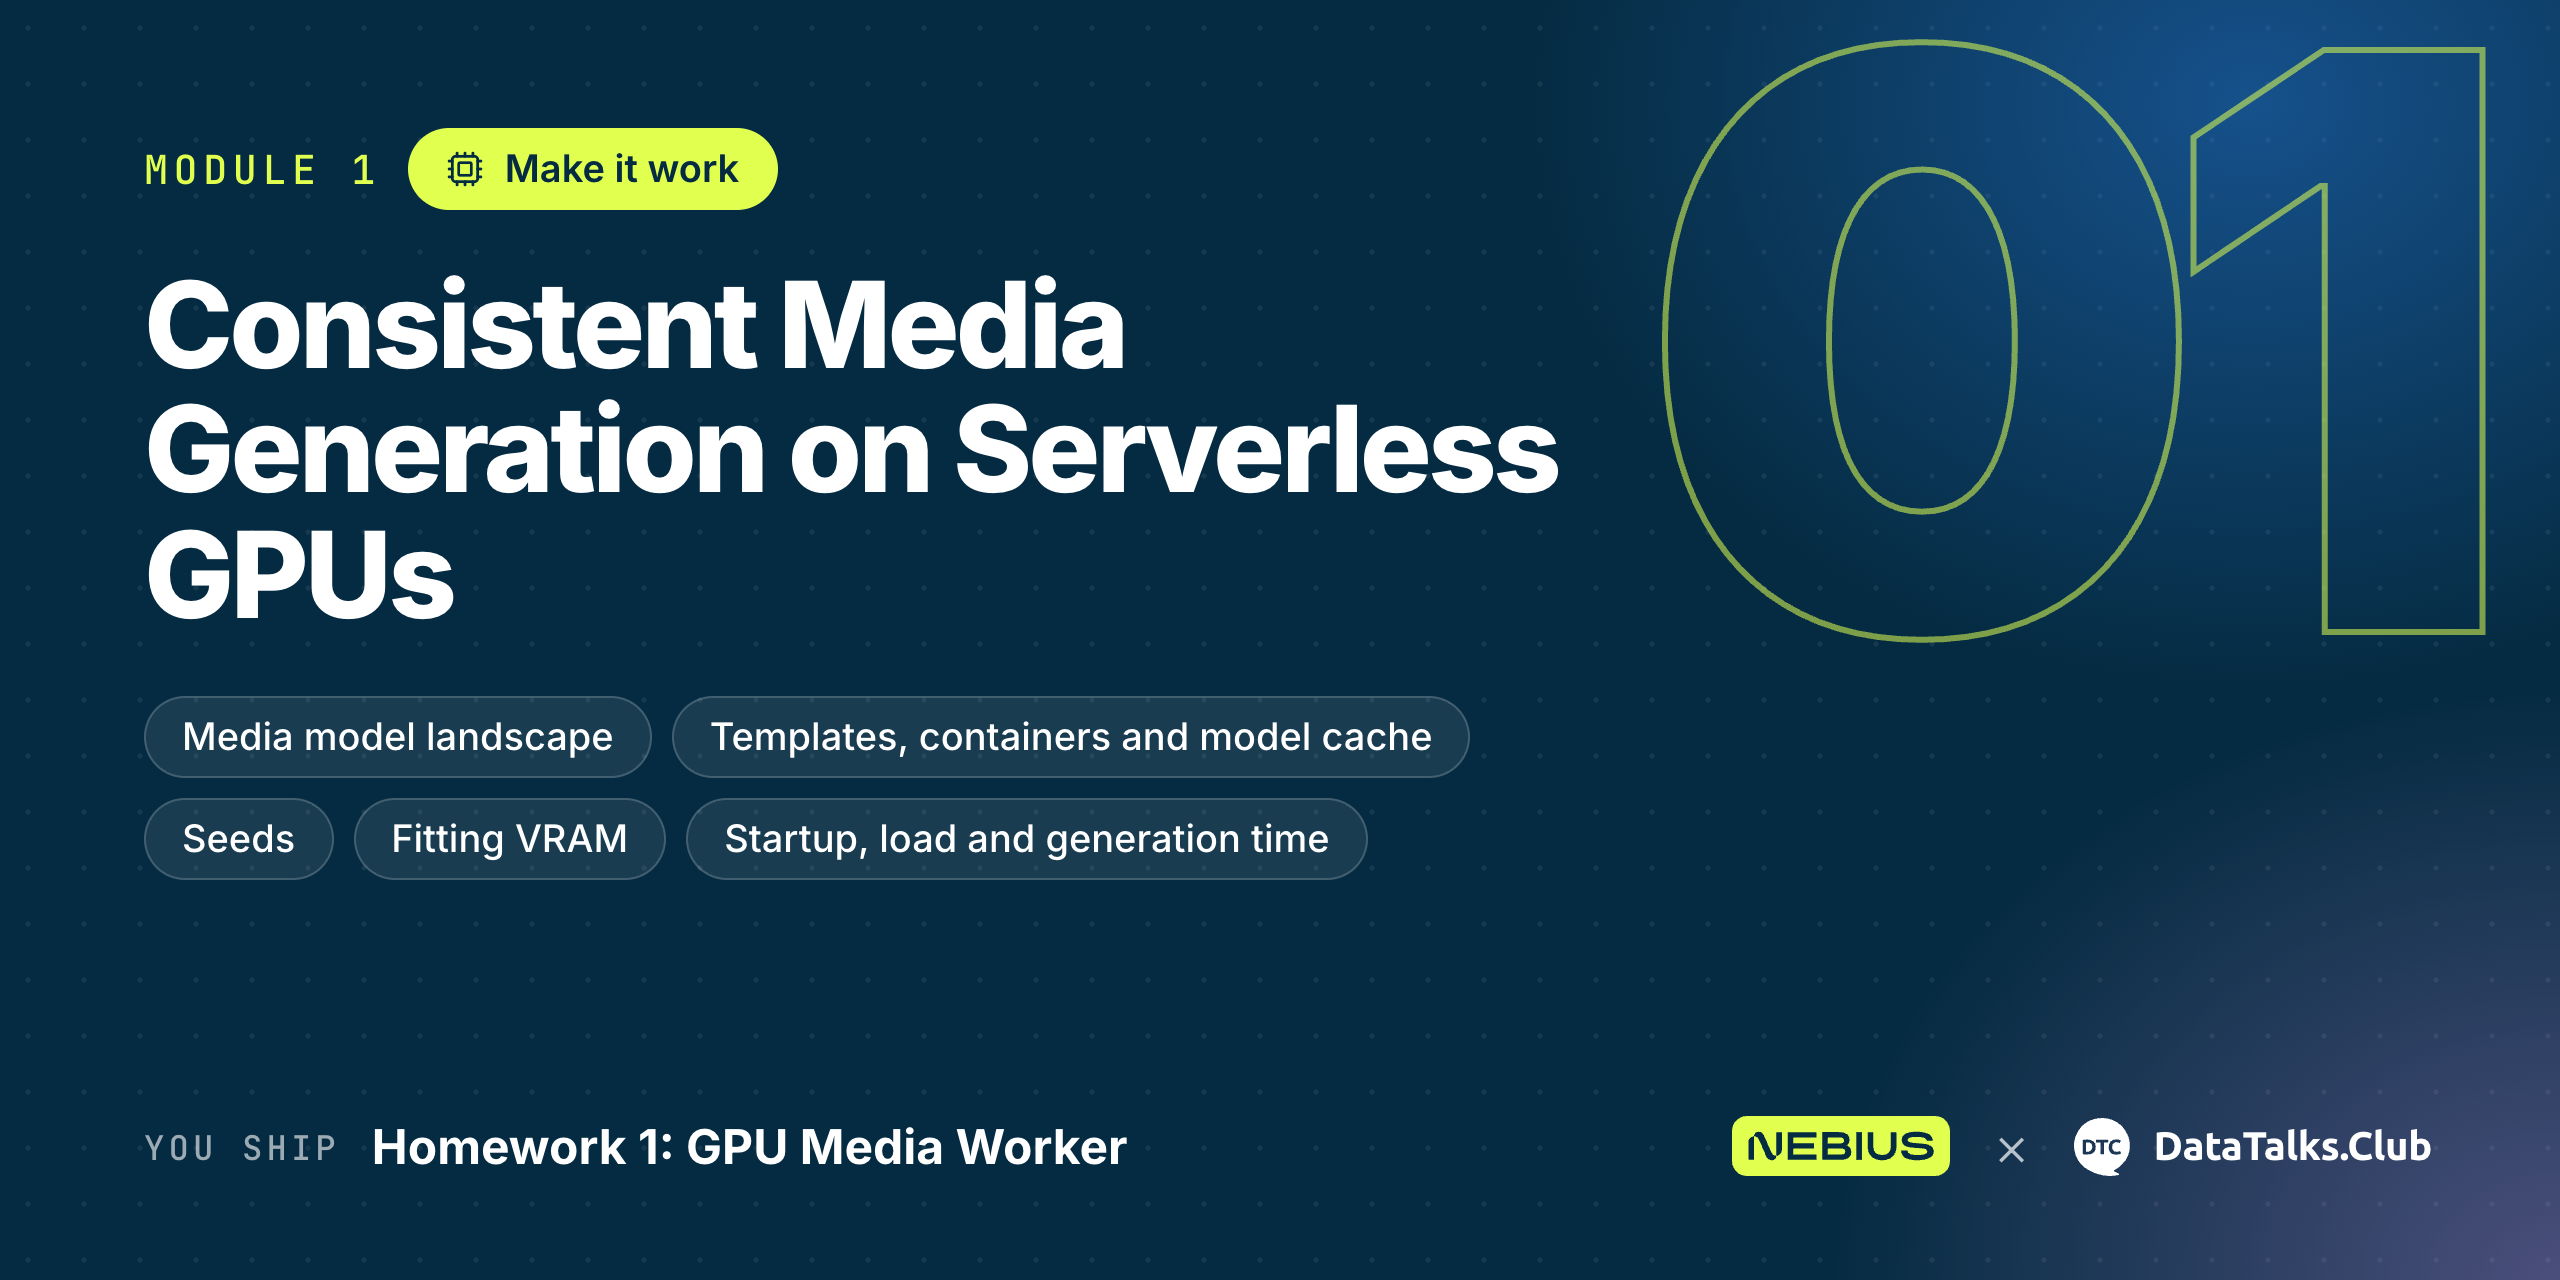 MODULE 1 Make it work
01
Consistent Media
Generation on Serverless
GPUs
Media model landscape Templates, containers and model cache
Seeds Fitting VRAM Startup, load and generation time
YOU SHIP Homework 1: GPU Media Worker
NEBIUS × DTC DataTalks.Club